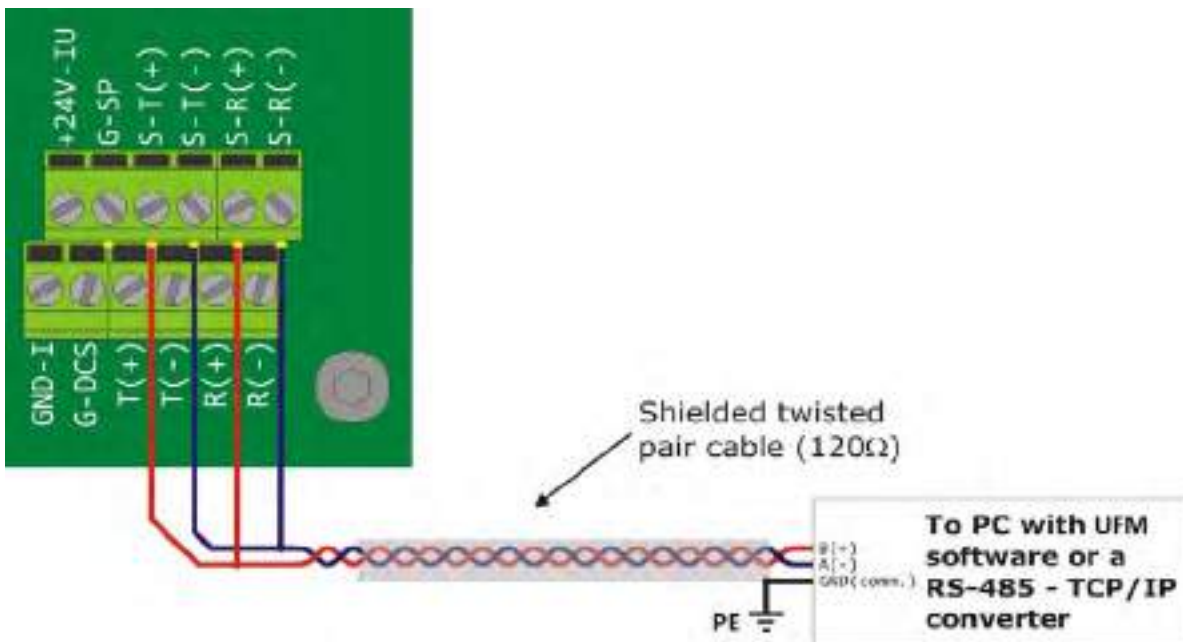 +24V-IU
G-SP
S-T(+)
S-T(-)
S-R(+)
S-R(-)
GND-I
G-DCS
T(+)
T(-)
R(+)
R(-)
Shielded twisted
pair cable (120Ω)
B(+)
A(-)
GND(comm.)
PE
To PC with UFM
software or a
RS-485 - TCP/IP
converter